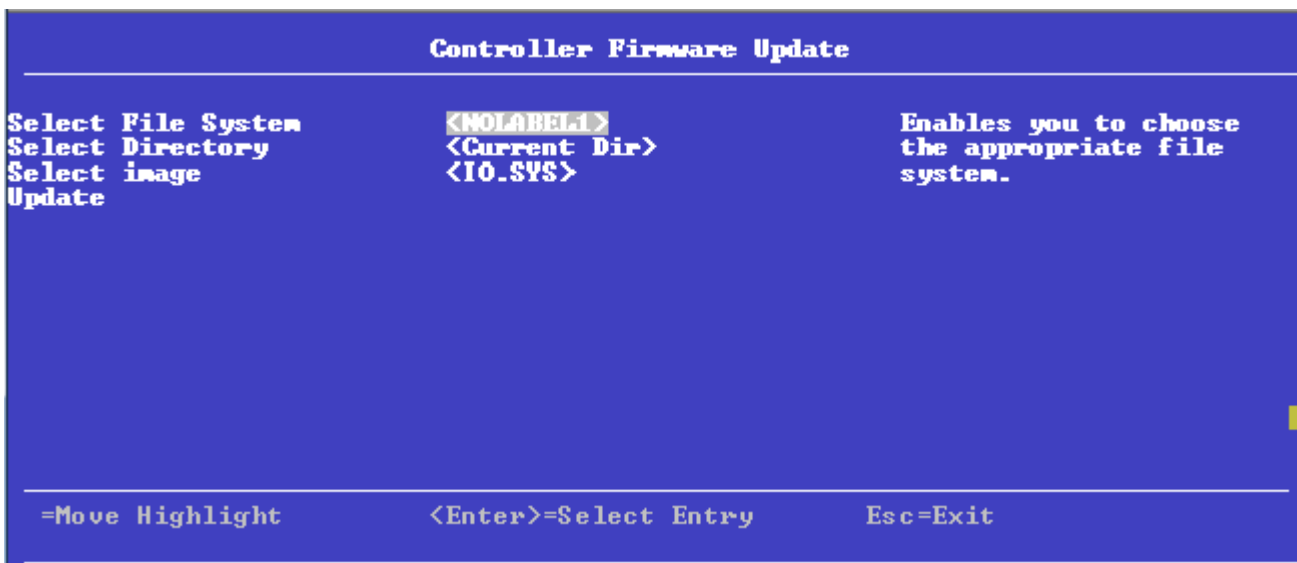 Controller Firmware Update
Select File System <NOLABEL1> Enables you to choose
Select Directory <Current Dir> the appropriate file
Select image <IO.SYS> system.
Update
=Move Highlight <Enter>=Select Entry Esc=Exit